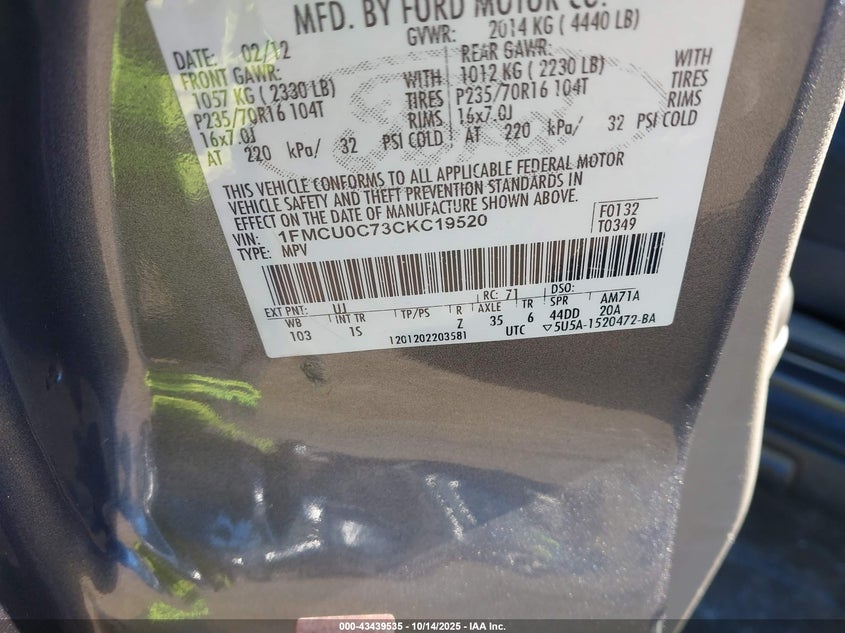 MFD. BY FORD MOTOR CO.
DATE: 02/12 GVWR: 2014 KG ( 4440 LB)
FRONT GAWR: REAR GAWR:
1057 KG ( 2330 LB) WITH 1012 KG ( 2230 LB) WITH
P235/70R16 104T TIRES P235/70R16 104T TIRES
16x7.0J RIMS 16x7.0J RIMS
AT 220 kPa/ 32 PSI COLD AT 220 kPa/ 32 PSI COLD
THIS VEHICLE CONFORMS TO ALL APPLICABLE FEDERAL MOTOR
VEHICLE SAFETY AND THEFT PREVENTION STANDARDS IN
EFFECT ON THE DATE OF MANUFACTURE SHOWN ABOVE.
VIN: 1FMCU0C73CKC19520 F0132
TYPE: MPV T0349
EXT PNT: UJ RC: 71 DSO:
WB INT TR TP/PS R AXLE TR SPR AM71A
103 1S Z 35 6 44DD 20A
1201202203581 UTC ▽5U5A-1520472-BA
000-43439535 - 10/14/2025 - IAA Inc.